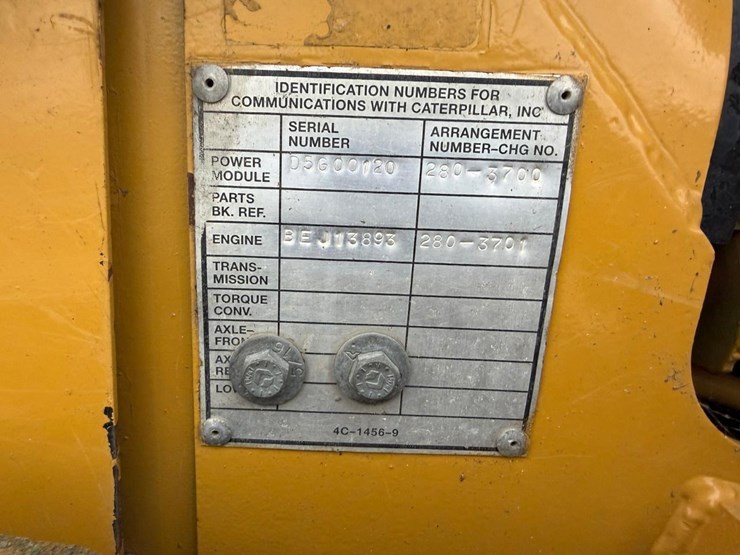 IDENTIFICATION NUMBERS FOR
COMMUNICATIONS WITH CATERPILLAR, INC
SERIAL NUMBER
ARRANGEMENT NUMBER-CHG NO.
POWER MODULE D5G00120 280-3700
PARTS BK. REF.
ENGINE BEJ13893 280-3701
TRANS-MISSION
TORQUE CONV.
AXLE-
4C-1456-9